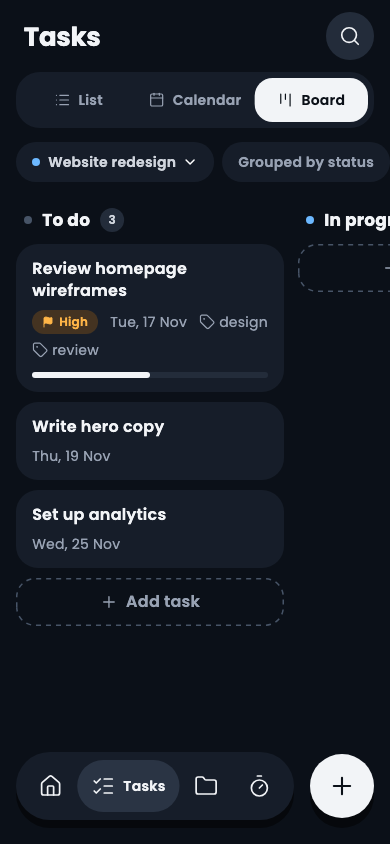 Tasks
List Calendar Board
Website redesign Grouped by status
To do 3
In progr
Review homepage
wireframes
High Tue, 17 Nov design
review
Write hero copy
Thu, 19 Nov
Set up analytics
Wed, 25 Nov
+ Add task
Tasks